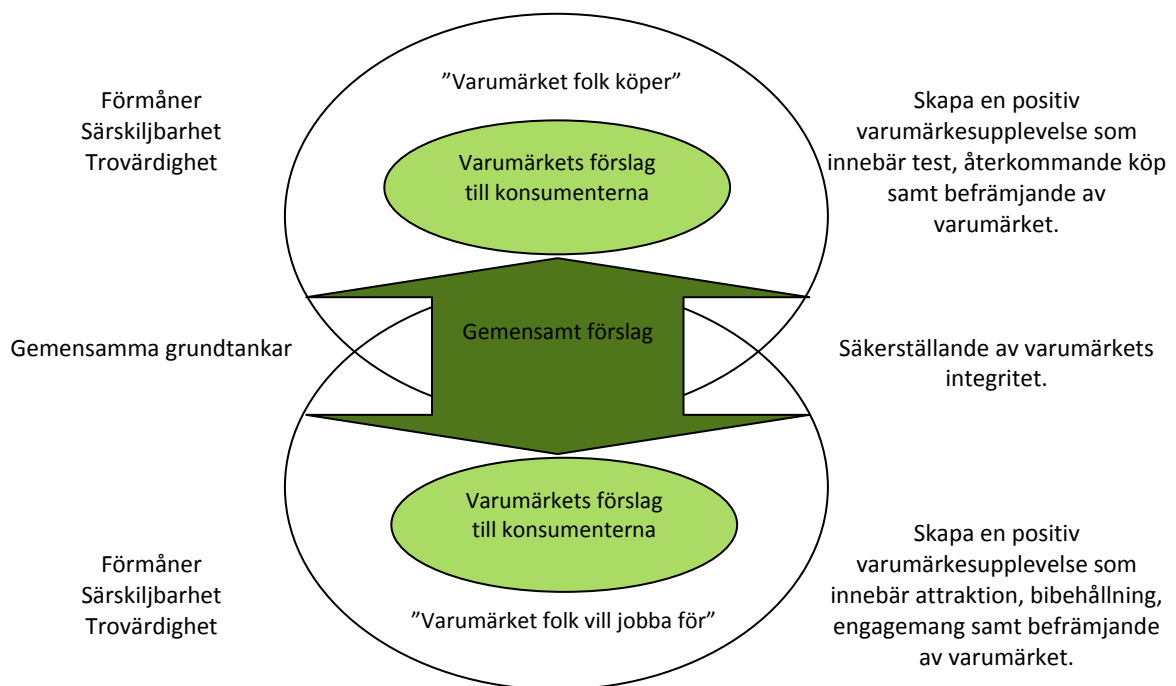 ”Varumärket folk köper”
Förmåner
Särskiljbarhet
Trovärdighet
Varumärkets förslag
till konsumenterna
Skapa en positiv
varumärkesupplevelse som
innebär test, återkommande köp
samt befrämjande av
varumärket.
Gemensamma grundtankar
Gemensamt förslag
Säkerställande av varumärkets
integritet.
Varumärkets förslag
till konsumenterna
Förmåner
Särskiljbarhet
Trovärdighet
”Varumärket folk vill jobba för”
Skapa en positiv
varumärkesupplevelse som
innebär attraktion, bibehållning,
engagemang samt befrämjande
av varumärket.